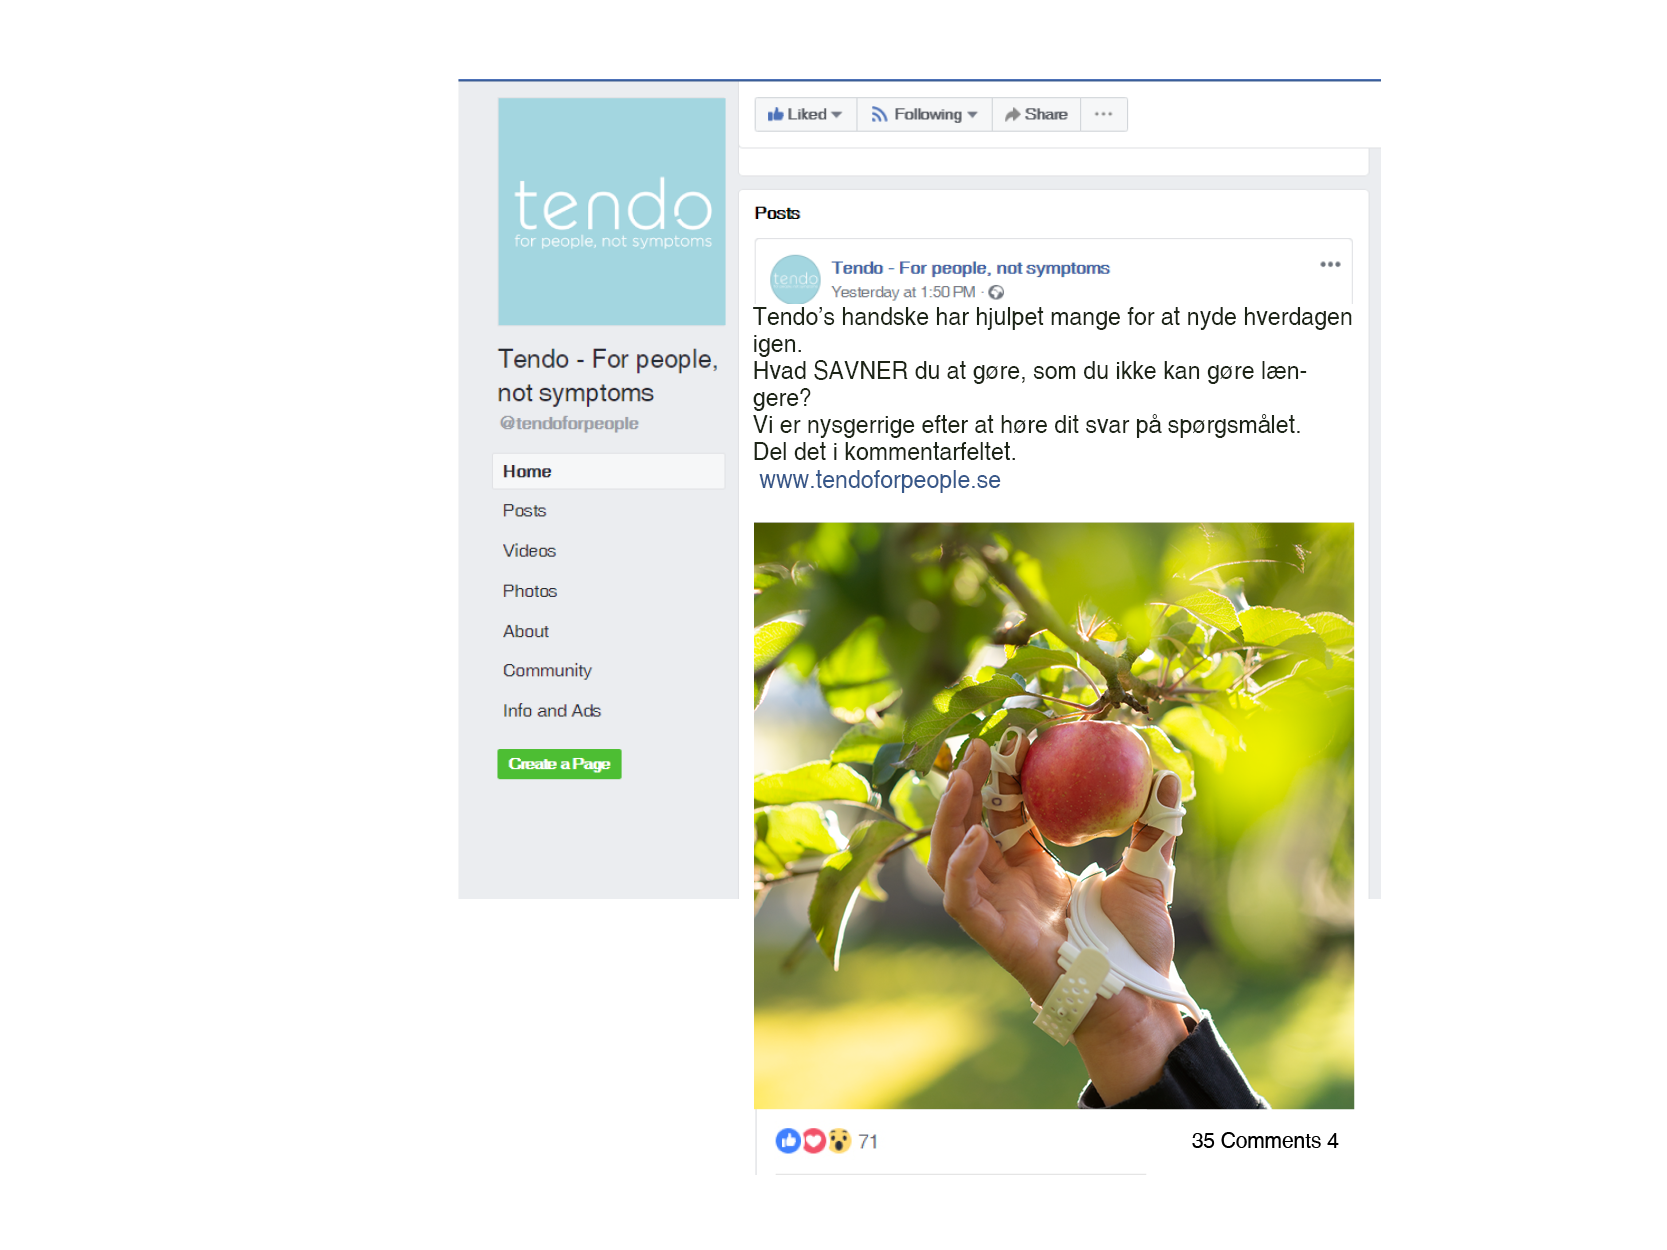 tendo
for people, not symptoms
Tendo - For people,
not symptoms
@tendoforpeople
Home
Posts
Videos
Photos
About
Community
Info and Ads
Create a Page
Liked Following Share ...
Posts
tendo
Tendo - For people, not symptoms
Yesterday at 1:50 PM ·
Tendo’s handske har hjulpet mange for at nyde hverdagen
igen.
Hvad SAVNER du at gøre, som du ikke kan gøre læn-
gere?
Vi er nysgerrige efter at høre dit svar på spørgsmålet.
Del det i kommentarfeltet.
www.tendoforpeople.se
71
35 Comments 4